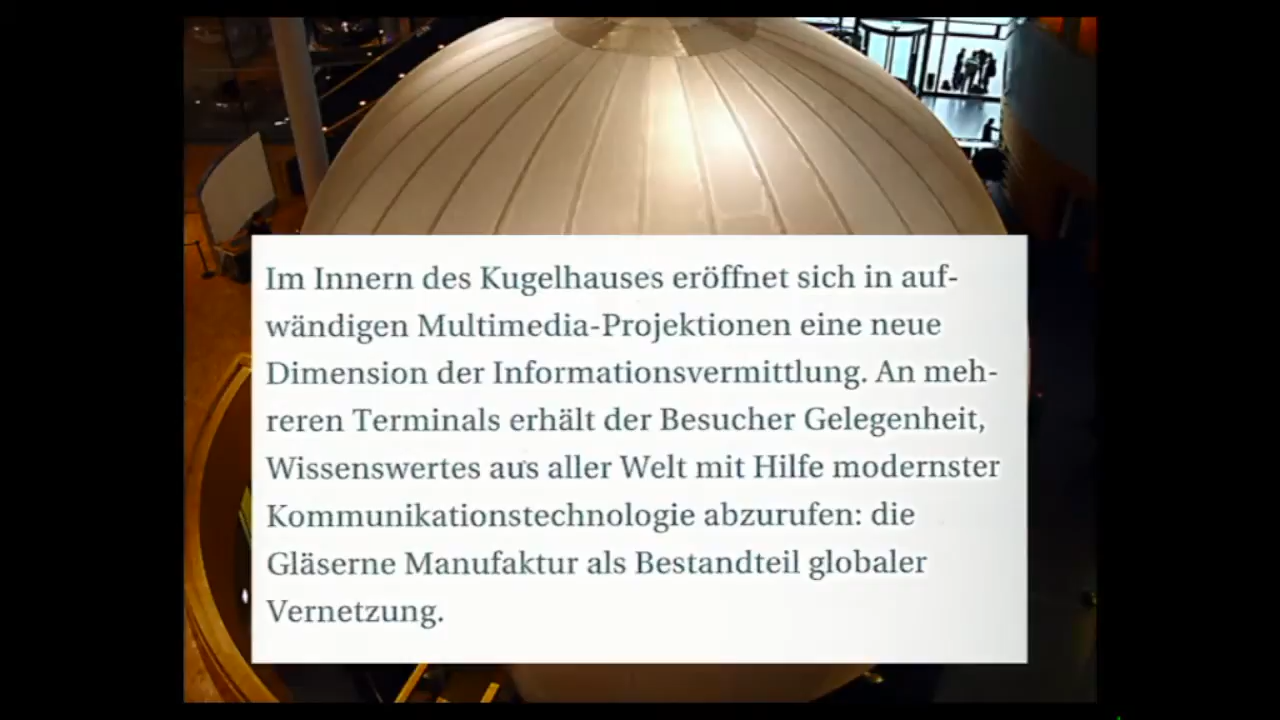 Im Innern des Kugelhauses eröffnet sich in auf-
wändigen Multimedia-Projektionen eine neue
Dimension der Informationsvermittlung. An meh-
reren Terminals erhält der Besucher Gelegenheit,
Wissenswertes aus aller Welt mit Hilfe modernster
Kommunikationstechnologie abzurufen: die
Gläserne Manufaktur als Bestandteil globaler
Vernetzung.